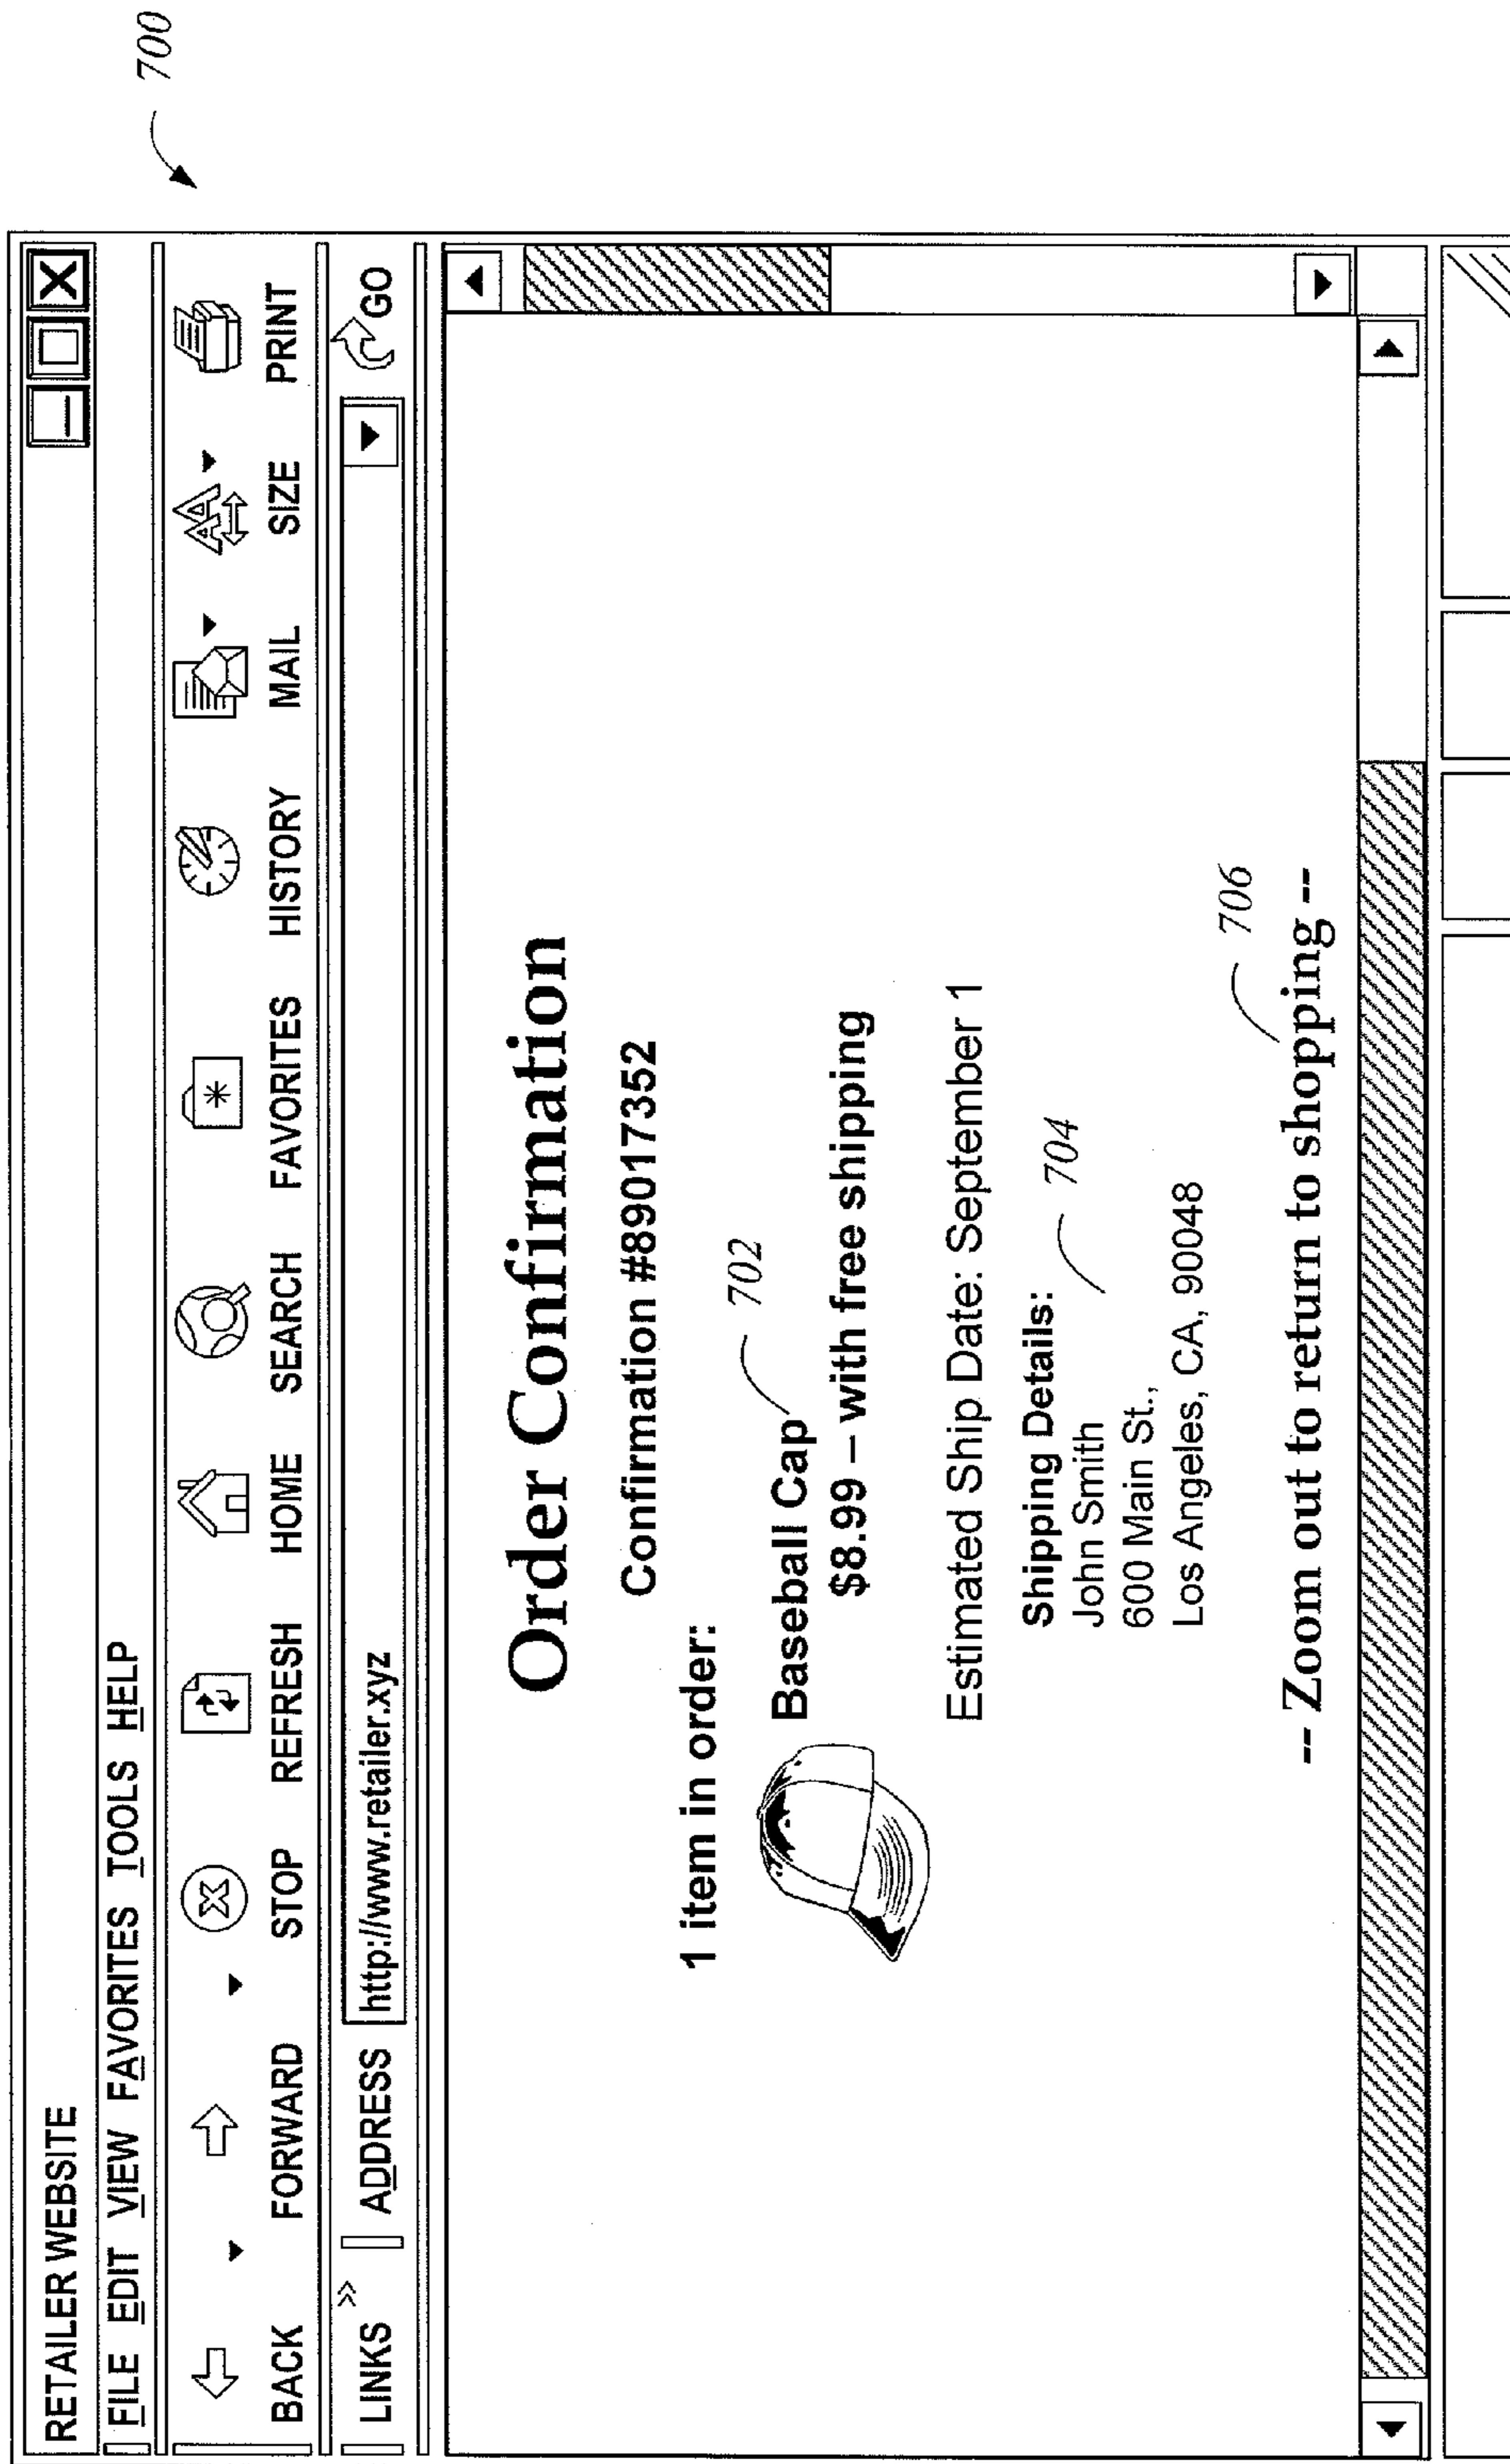 700
RETAILER WEBSITE
FILE EDIT VIEW FAVORITES TOOLS HELP
BACK FORWARD STOP REFRESH HOME SEARCH FAVORITES HISTORY MAIL SIZE PRINT
LINKS » ADDRESS http://www.retailer.xyz GO
Order Confirmation
Confirmation #89017352
1 item in order:
702
Baseball Cap
$8.99 – with free shipping
Estimated Ship Date: September 1
Shipping Details:
704
John Smith
600 Main St.,
Los Angeles, CA, 90048
706
-- Zoom out to return to shopping --